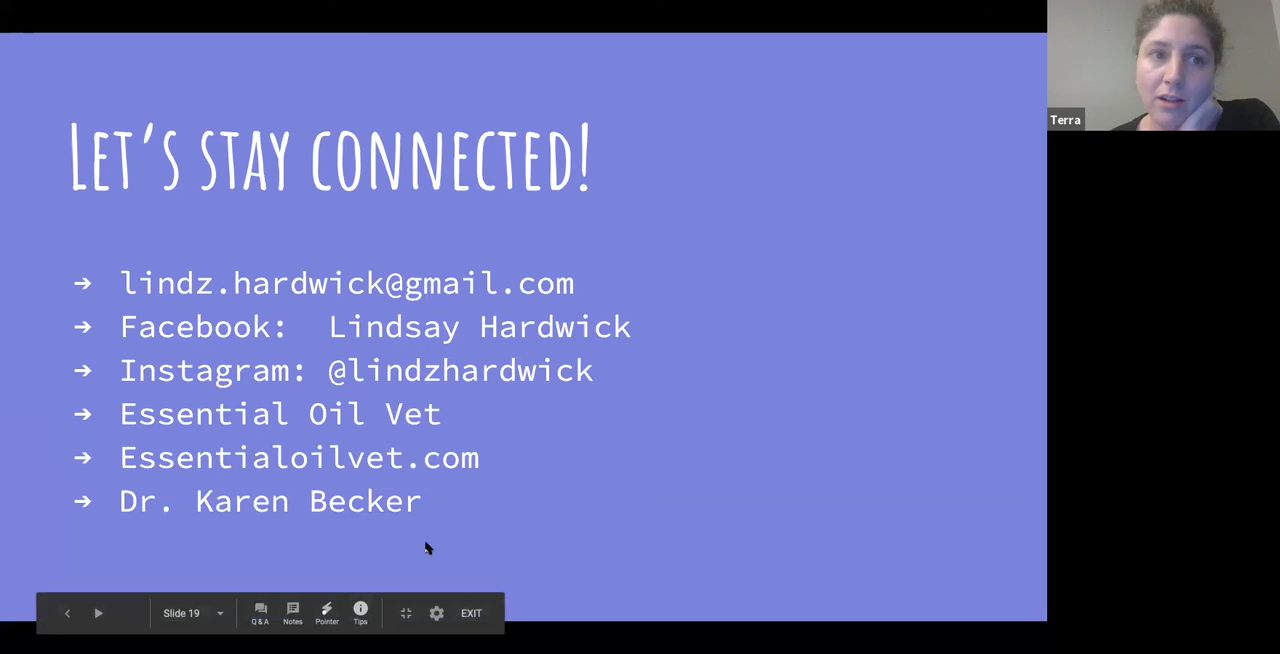 Let's stay connected!
➔ lindz.hardwick@gmail.com
➔ Facebook:  Lindsay Hardwick
➔ Instagram: @lindzhardwick
➔ Essential Oil Vet
➔ Essentialoilvet.com
➔ Dr. Karen Becker
Terra
Slide 19
Q & A
Notes
Pointer
Tips
EXIT